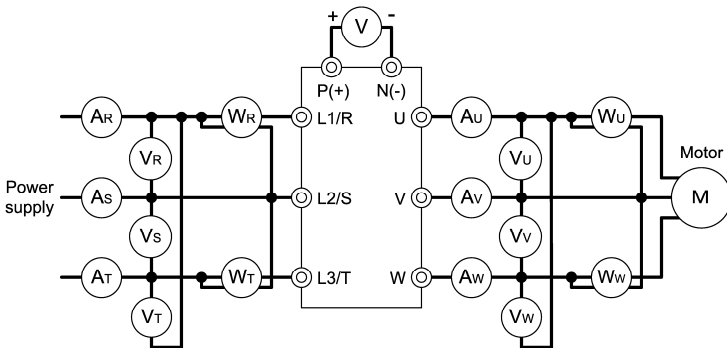 + V -
P(+) N(-)
AR WR L1/R U AU WU
VR VU Motor
Power
supply AS L2/S V AV M
VS VV
AT WT L3/T W AW WW
VT VW